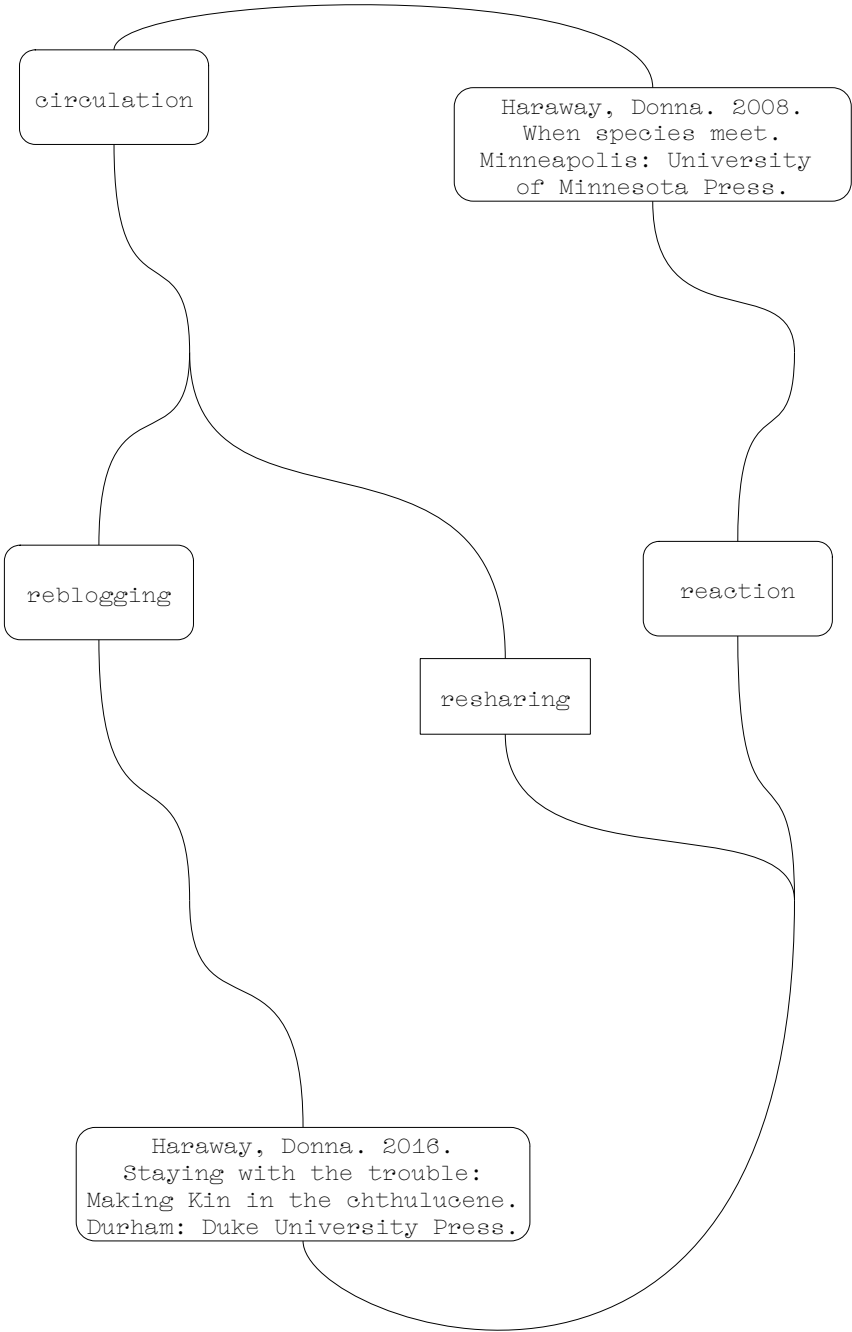 circulation
Haraway, Donna. 2008.
When species meet.
Minneapolis: University
of Minnesota Press.
reblogging
reaction
resharing
Haraway, Donna. 2016.
Staying with the trouble:
Making Kin in the chthulucene.
Durham: Duke University Press.